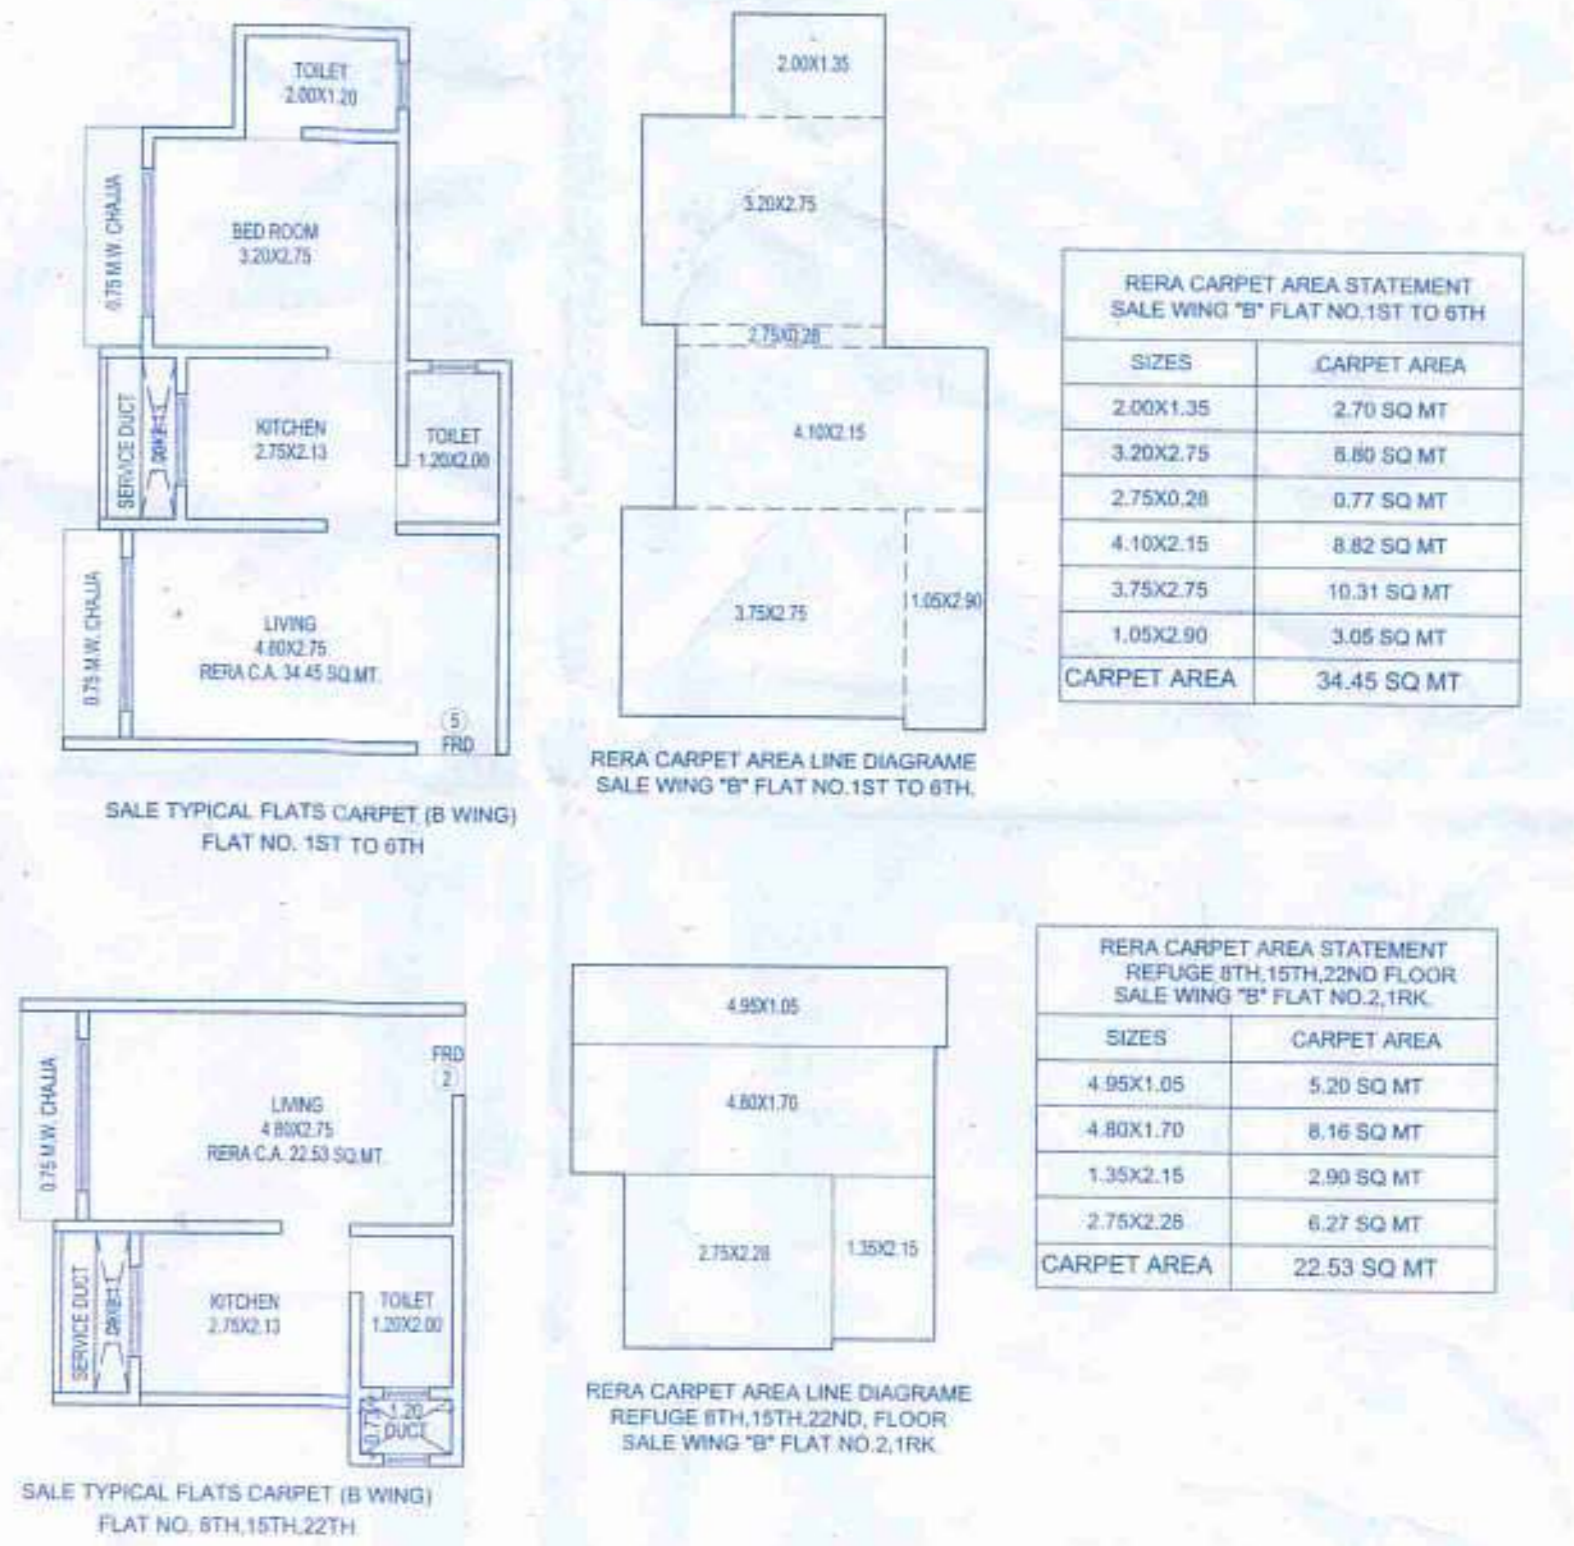 TOILET
2.00X1.20
0.75 M.W. CHAJJA
BED ROOM
3.20X2.75
SERVICE DUCT
KITCHEN
2.75X2.13
TOILET
1.20X2.00
0.75 M.W. CHAJJA
LIVING
4.80X2.75
RERA C.A. 34.45 SQ.MT.
5
FRD
SALE TYPICAL FLATS CARPET (B WING)
FLAT NO. 1ST TO 6TH
2.00X1.35
3.20X2.75
2.75X0.28
4.10X2.15
3.75X2.75
1.05X2.90
RERA CARPET AREA LINE DIAGRAME
SALE WING "B" FLAT NO.1ST TO 6TH.
RERA CARPET AREA STATEMENT
SALE WING "B" FLAT NO.1ST TO 6TH
SIZES CARPET AREA
2.00X1.35 2.70 SQ MT
3.20X2.75 8.80 SQ MT
2.75X0.28 0.77 SQ MT
4.10X2.15 8.82 SQ MT
3.75X2.75 10.31 SQ MT
1.05X2.90 3.05 SQ MT
CARPET AREA 34.45 SQ MT
0.75 M.W. CHAJJA
FRD
2
LIVING
4.80X2.75
RERA C.A. 22.53 SQ.MT.
SERVICE DUCT
KITCHEN
2.75X2.13
TOILET
1.20X2.00
1.20
DUCT
SALE TYPICAL FLATS CARPET (B WING)
FLAT NO. 8TH,15TH,22TH
4.95X1.05
4.80X1.70
2.75X2.28
1.35X2.15
RERA CARPET AREA LINE DIAGRAME
REFUGE 8TH,15TH,22ND, FLOOR
SALE WING "B" FLAT NO.2,1RK
RERA CARPET AREA STATEMENT
REFUGE 8TH,15TH,22ND FLOOR
SALE WING "B" FLAT NO.2,1RK.
SIZES CARPET AREA
4.95X1.05 5.20 SQ MT
4.80X1.70 8.16 SQ MT
1.35X2.15 2.90 SQ MT
2.75X2.28 6.27 SQ MT
CARPET AREA 22.53 SQ MT